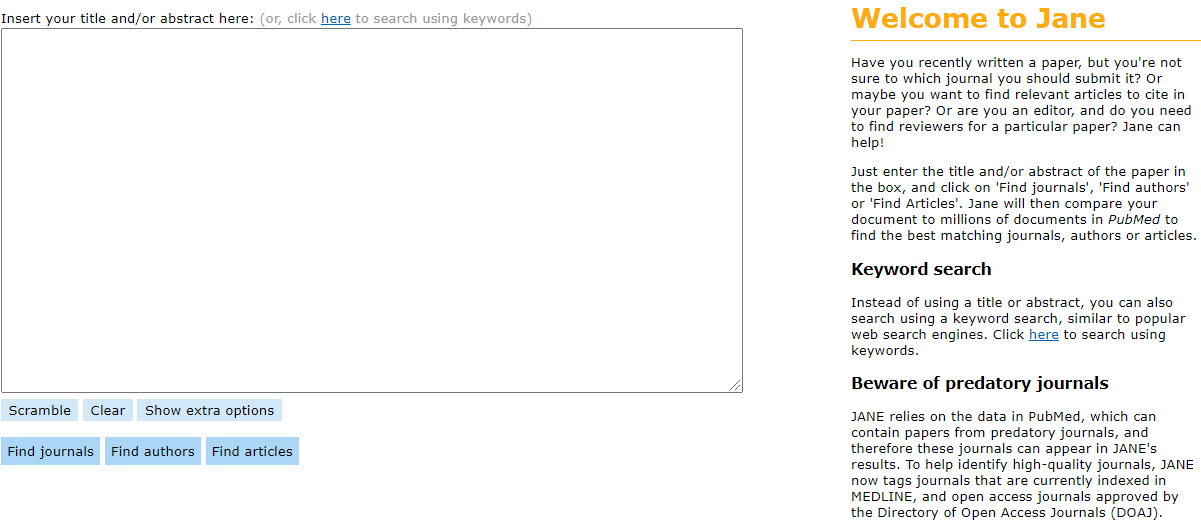 Insert your title and/or abstract here: (or, click here to search using keywords)
Scramble Clear Show extra options
Find journals Find authors Find articles
Welcome to Jane
Have you recently written a paper, but you're not
sure to which journal you should submit it? Or
maybe you want to find relevant articles to cite in
your paper? Or are you an editor, and do you need
to find reviewers for a particular paper? Jane can
help!
Just enter the title and/or abstract of the paper in
the box, and click on 'Find journals', 'Find authors'
or 'Find Articles'. Jane will then compare your
document to millions of documents in PubMed to
find the best matching journals, authors or articles.
Keyword search
Instead of using a title or abstract, you can also
search using a keyword search, similar to popular
web search engines. Click here to search using
keywords.
Beware of predatory journals
JANE relies on the data in PubMed, which can
contain papers from predatory journals, and
therefore these journals can appear in JANE's
results. To help identify high-quality journals, JANE
now tags journals that are currently indexed in
MEDLINE, and open access journals approved by
the Directory of Open Access Journals (DOAJ).